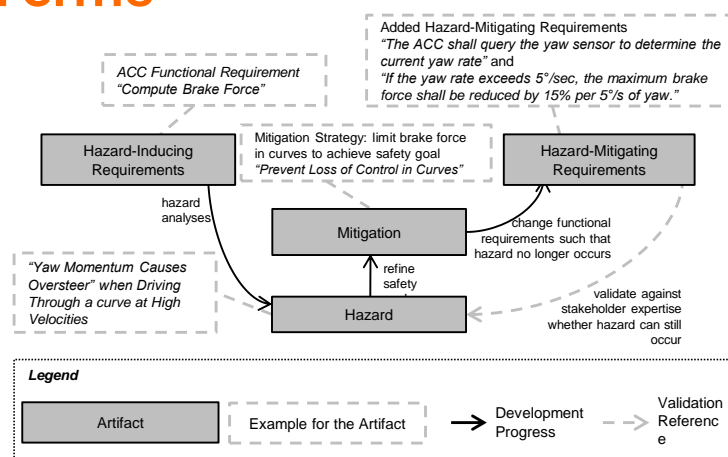 Added Hazard-Mitigating Requirements
“The ACC shall query the yaw sensor to determine the
current yaw rate” and
“If the yaw rate exceeds 5°/sec, the maximum brake
force shall be reduced by 15% per 5°/s of yaw.”
ACC Functional Requirement
“Compute Brake Force”
Hazard-Inducing
Requirements
Mitigation Strategy: limit brake force
in curves to achieve safety goal
“Prevent Loss of Control in Curves”
Hazard-Mitigating
Requirements
hazard
analyses
Mitigation
change functional
requirements such that
hazard no longer occurs
“Yaw Momentum Causes
Oversteer” when Driving
Through a curve at High
Velocities
refine
safety
Hazard
validate against
stakeholder expertise
whether hazard can still
occur
Legend
Artifact
Example for the Artifact
Development
Progress
Validation
Referenc
e